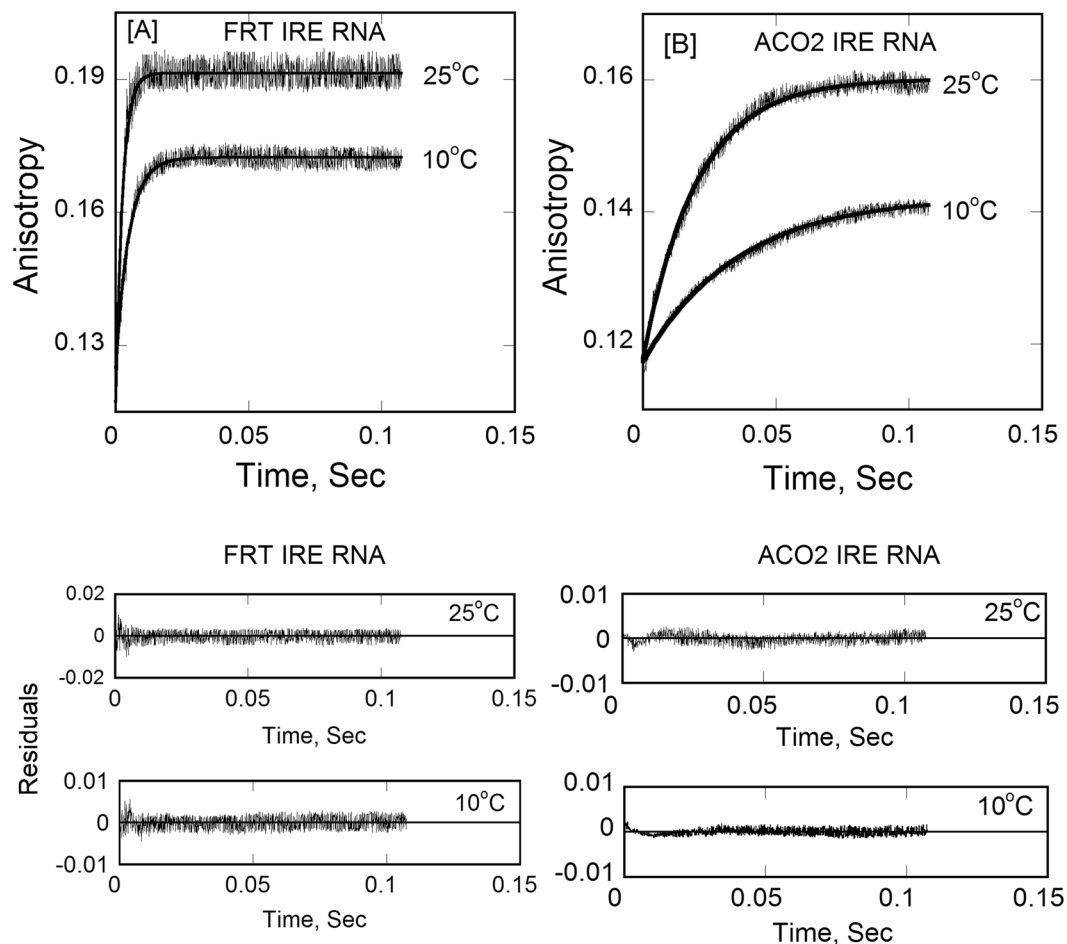 [A] FRT IRE RNA
0.19
0.16
0.13
25°C
10°C
Anisotropy
0 0.05 0.1 0.15
Time, Sec
[B] ACO2 IRE RNA
0.16
0.14
0.12
25°C
10°C
Anisotropy
0 0.05 0.1 0.15
Time, Sec
Residuals
FRT IRE RNA
0.02
0
-0.02
25°C
0 0.05 0.1 0.15
Time, Sec
ACO2 IRE RNA
0.01
0
-0.01
25°C
0 0.05 0.1 0.15
Time, Sec
0.01
0
-0.01
10°C
0 0.05 0.1 0.15
Time, Sec
0.01
0
-0.01
10°C
0 0.05 0.1 0.15
Time, Sec